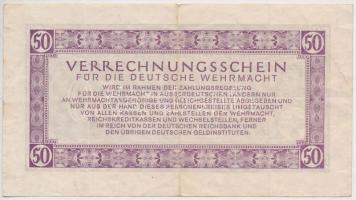 50 50
VERRECHNUNGSSCHEIN
FÜR DIE DEUTSCHE WEHRMACHT
WIRD IM RAHMEN DER ZAHLUNGSREGELUNG
FÜR DIE WEHRMACHT IN AUSSERDEUTSCHEN LÄNDERN NUR
AN WEHRMACHTANGEHÖRIGE UND GLEICHGESTELLTE ABGEGEBEN UND
NUR AUS DER HAND DIESES PERSONENKREISES UMGETAUSCHT
VON ALLEN KASSEN UND ZAHLSTELLEN DER WEHRMACHT,
REICHSKREDITKASSEN UND WECHSELSTELLEN, FERNER
IM REICH VON DER DEUTSCHEN REICHSBANK UND
DEN ÜBRIGEN DEUTSCHEN GELDINSTITUTEN.
50 50